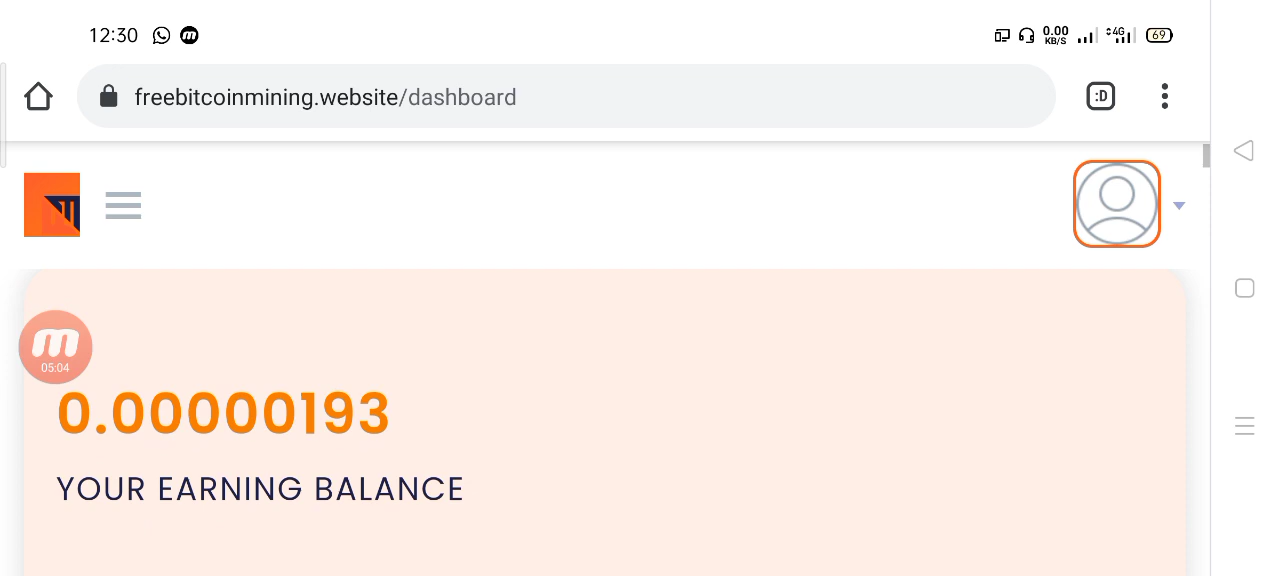 12:30 m 0.00 KB/S 4G 69
freebitcoinmining.website/dashboard :D
m
05:04
0.00000193
YOUR EARNING BALANCE